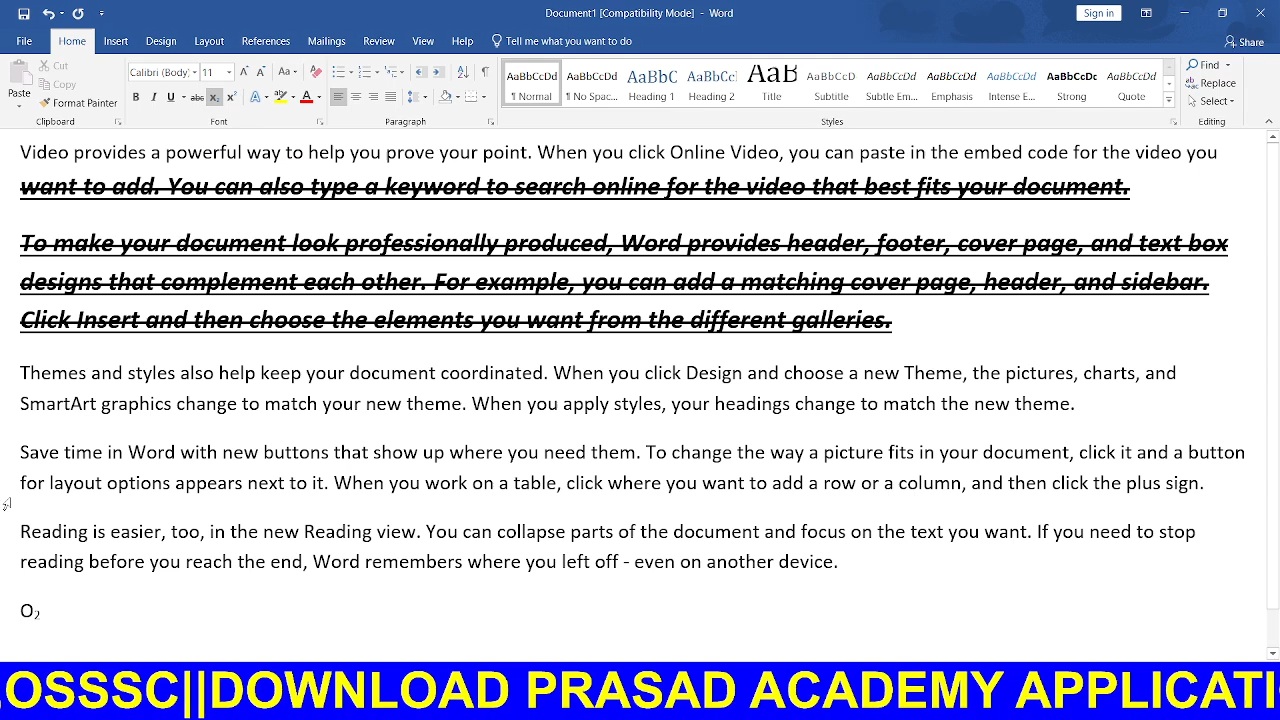 Document1 [Compatibility Mode] - Word
Sign in
File Home Insert Design Layout References Mailings Review View Help Tell me what you want to do Share
Paste Cut Copy Format Painter
Calibri (Body) 11
AaBbCcDd AaBbCcDd AaBbC AaBbCc AaB AaBbCcDd AaBbCcDd AaBbCcDd AaBbCcDd AaBbCcDc AaBbCcDd
¶ Normal ¶ No Spac... Heading 1 Heading 2 Title Subtitle Subtle Em... Emphasis Intense E... Strong Quote
Find Replace Select
Clipboard Font Paragraph Styles Editing
Video provides a powerful way to help you prove your point. When you click Online Video, you can paste in the embed code for the video you
want to add. You can also type a keyword to search online for the video that best fits your document.
To make your document look professionally produced, Word provides header, footer, cover page, and text box
designs that complement each other. For example, you can add a matching cover page, header, and sidebar.
Click Insert and then choose the elements you want from the different galleries.
Themes and styles also help keep your document coordinated. When you click Design and choose a new Theme, the pictures, charts, and
SmartArt graphics change to match your new theme. When you apply styles, your headings change to match the new theme.
Save time in Word with new buttons that show up where you need them. To change the way a picture fits in your document, click it and a button
for layout options appears next to it. When you work on a table, click where you want to add a row or a column, and then click the plus sign.
Reading is easier, too, in the new Reading view. You can collapse parts of the document and focus on the text you want. If you need to stop
reading before you reach the end, Word remembers where you left off - even on another device.
O₂
OSSSC||DOWNLOAD PRASAD ACADEMY APPLICATI